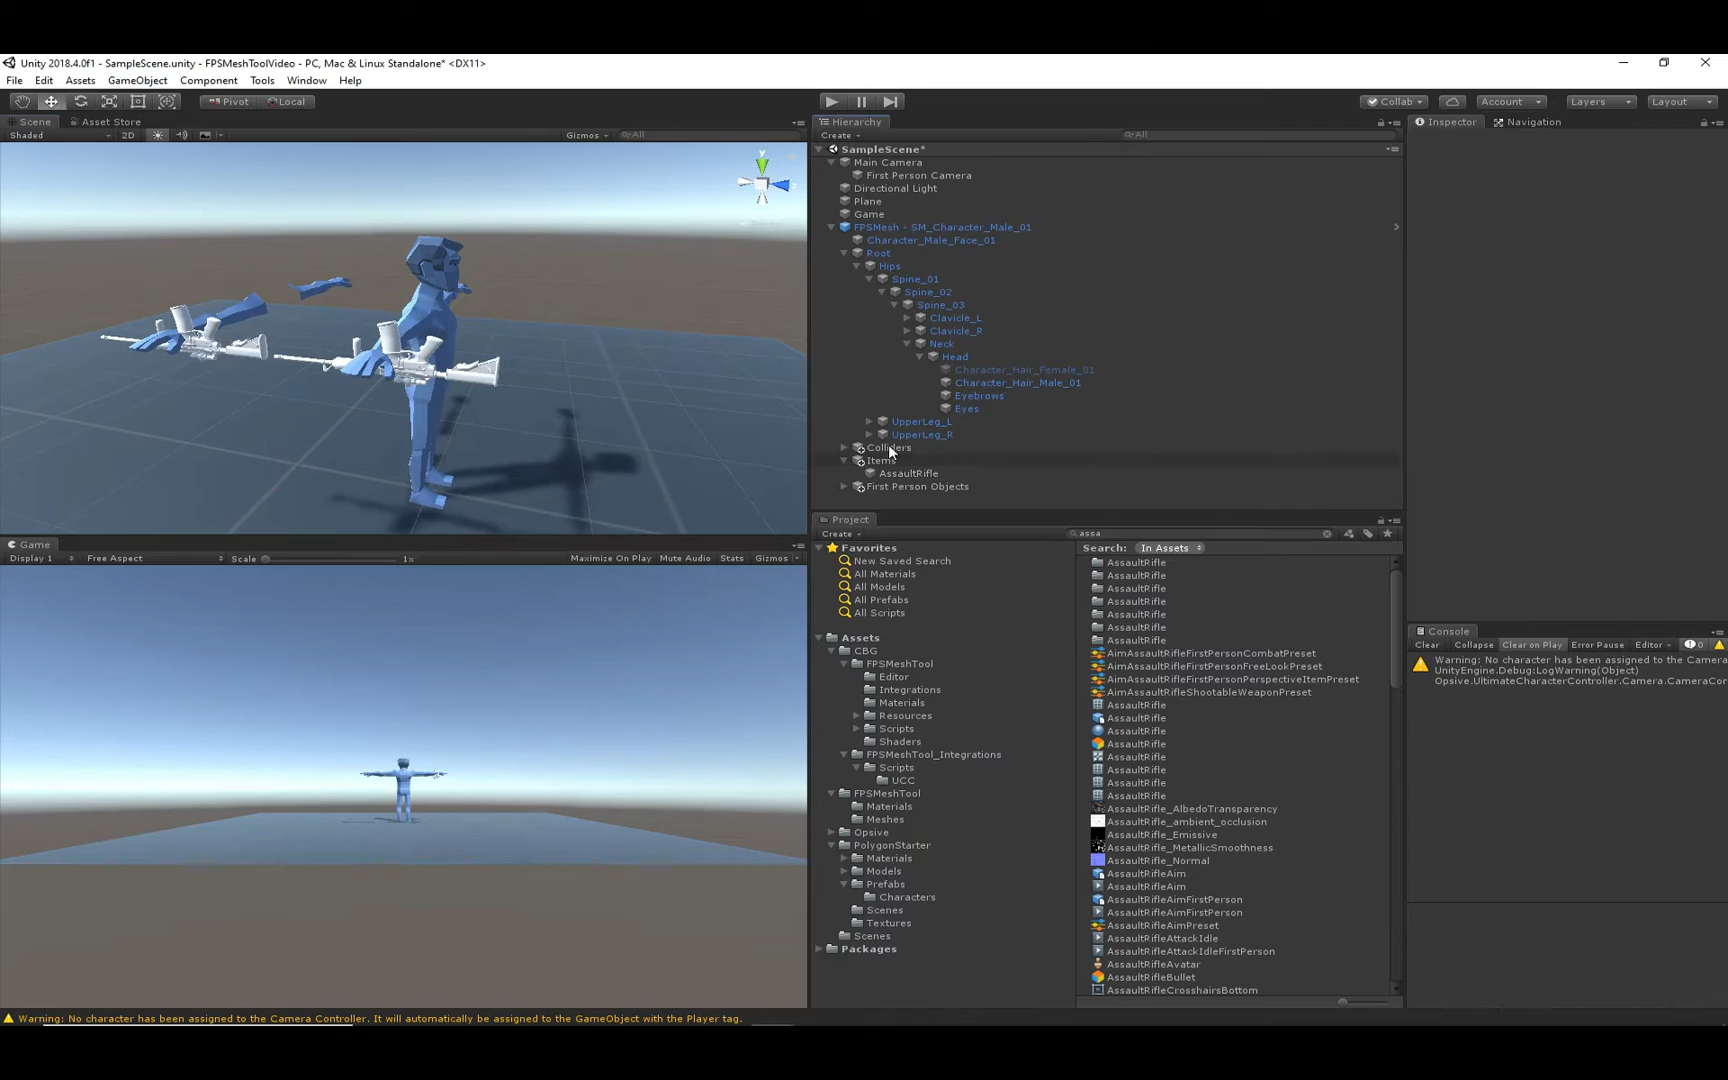 Unity 2018.4.0f1 - SampleScene.unity - FPSMeshToolVideo - PC, Mac & Linux Standalone* <DX11>
File Edit Assets GameObject Component Tools Window Help
Pivot Local Collab Account Layers Layout
Scene Asset Store
Shaded 2D Gizmos All
y
Hierarchy
Create All
SampleScene*
Main Camera
First Person Camera
Directional Light
Plane
Game
FPSMesh - SM_Character_Male_01
Character_Male_Face_01
Root
Hips
Spine_01
Spine_02
Spine_03
Clavicle_L
Clavicle_R
Neck
Head
Character_Hair_Female_01
Character_Hair_Male_01
Eyebrows
Eyes
UpperLeg_L
UpperLeg_R
Colliders
Items
AssaultRifle
First Person Objects
Inspector Navigation
Game
Display 1 Free Aspect Scale 1x Maximize On Play Mute Audio Stats Gizmos
Project
Create assa
Favorites
New Saved Search
All Materials
All Models
All Prefabs
All Scripts
Assets
CBG
FPSMeshTool
Editor
Integrations
Materials
Resources
Scripts
Shaders
FPSMeshTool_Integrations
Scripts
UCC
FPSMeshTool
Materials
Meshes
Opsive
PolygonStarter
Materials
Models
Prefabs
Characters
Scenes
Textures
Scenes
Packages
Search: In Assets
AssaultRifle
AssaultRifle
AssaultRifle
AssaultRifle
AssaultRifle
AssaultRifle
AssaultRifle
AimAssaultRifleFirstPersonCombatPreset
AimAssaultRifleFirstPersonFreeLookPreset
AimAssaultRifleFirstPersonPerspectiveItemPreset
AimAssaultRifleShootableWeaponPreset
AssaultRifle
AssaultRifle
AssaultRifle
AssaultRifle
AssaultRifle
AssaultRifle
AssaultRifle
AssaultRifle
AssaultRifle_AlbedoTransparency
AssaultRifle_ambient_occlusion
AssaultRifle_Emissive
AssaultRifle_MetallicSmoothness
AssaultRifle_Normal
AssaultRifleAim
AssaultRifleAim
AssaultRifleAimFirstPerson
AssaultRifleAimFirstPerson
AssaultRifleAimPreset
AssaultRifleAttackIdle
AssaultRifleAttackIdleFirstPerson
AssaultRifleAvatar
AssaultRifleBullet
AssaultRifleCrosshairsBottom
Console
Clear Collapse Clear on Play Error Pause Editor 0
Warning: No character has been assigned to the Camera
UnityEngine.Debug:LogWarning(Object)
Opsive.UltimateCharacterController.Camera.CameraCor
Warning: No character has been assigned to the Camera Controller. It will automatically be assigned to the GameObject with the Player tag.